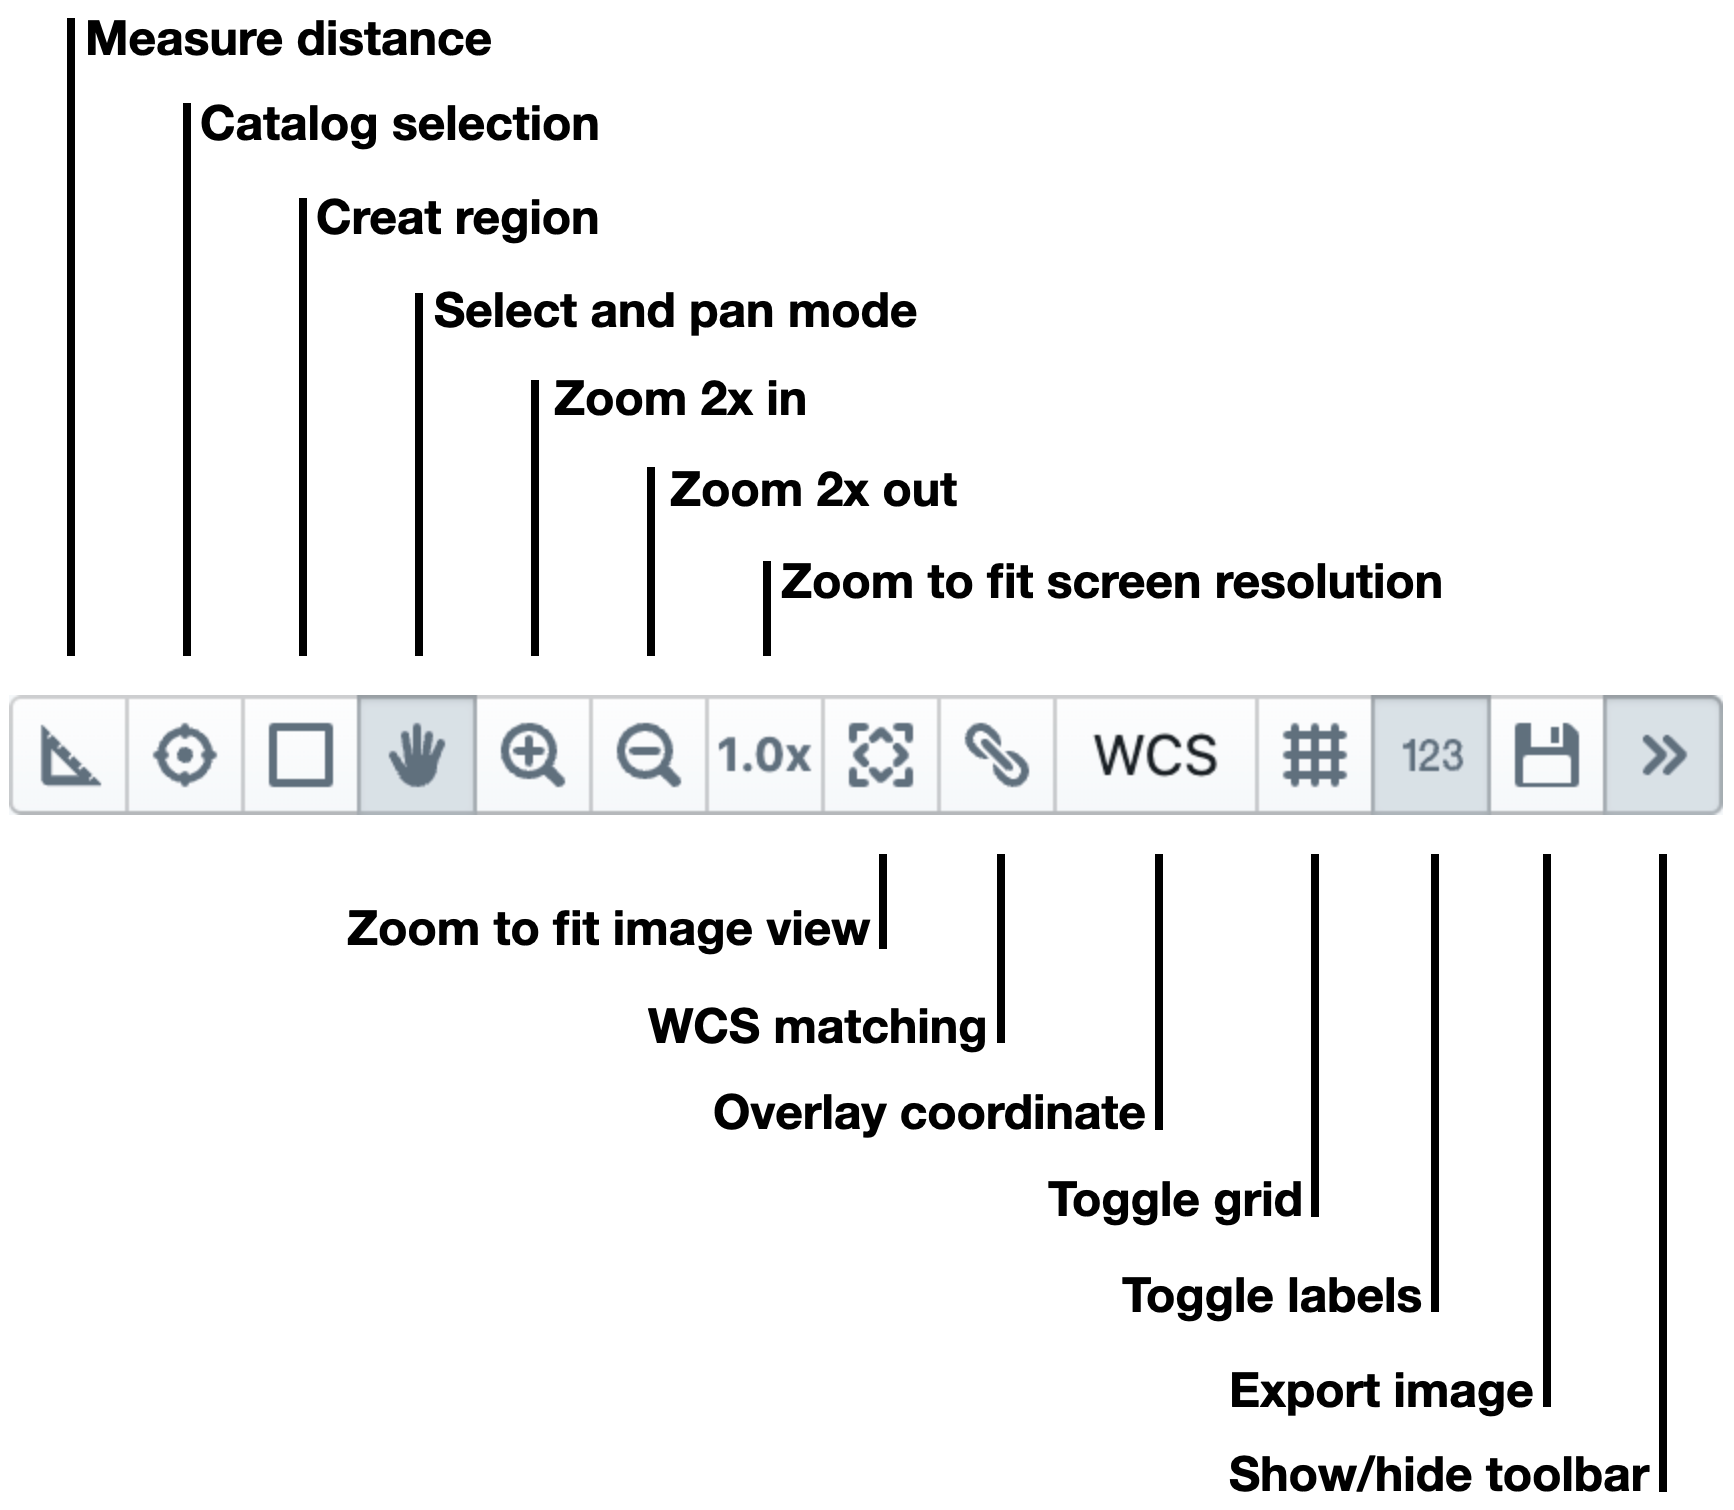 Measure distance
Catalog selection
Creat region
Select and pan mode
Zoom 2x in
Zoom 2x out
Zoom to fit screen resolution
1.0x WCS 123
Zoom to fit image view
WCS matching
Overlay coordinate
Toggle grid
Toggle labels
Export image
Show/hide toolbar